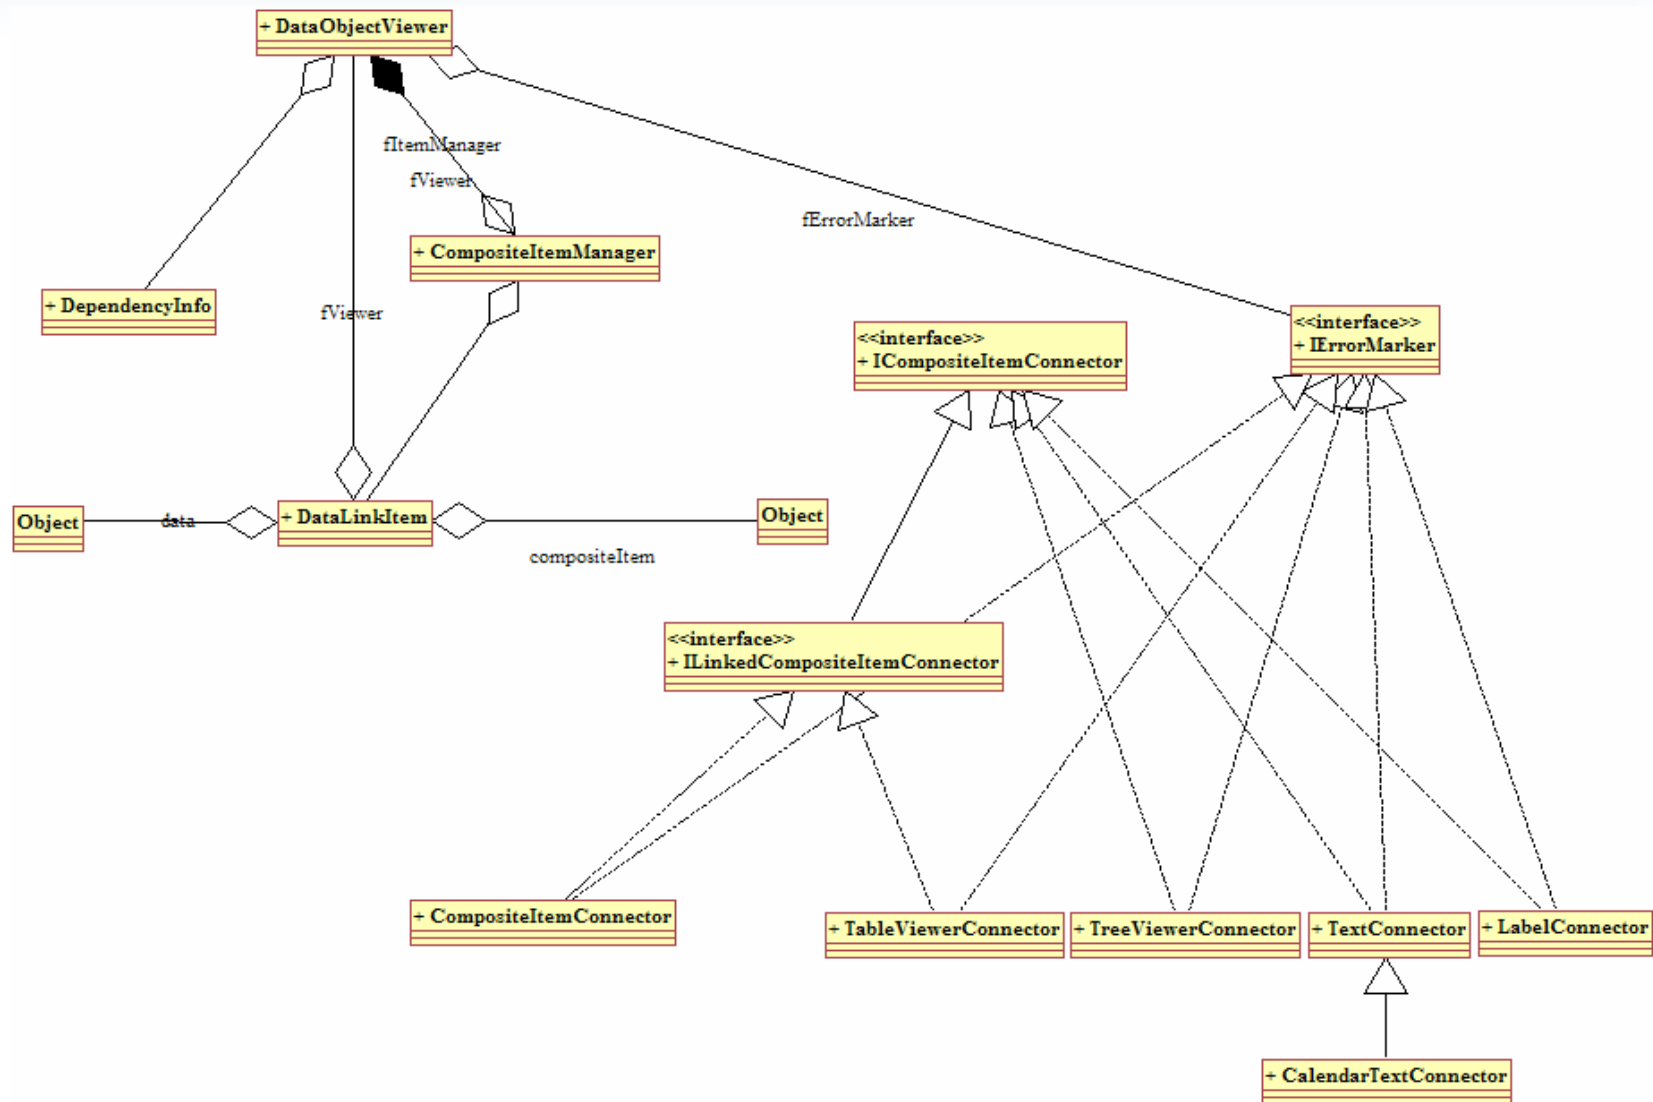 + DataObjectViewer
fItemManager
fViewer
fErrorMarker
+ CompositeItemManager
+ DependencyInfo
fViewer
<<interface>>
+ IErrorMarker
<<interface>>
+ ICompositeItemConnector
Object
data
+ DataLinkItem
Object
compositeItem
<<interface>>
+ ILinkedCompositeItemConnector
+ CompositeItemConnector
+ TableViewerConnector
+ TreeViewerConnector
+ TextConnector
+ LabelConnector
+ CalendarTextConnector